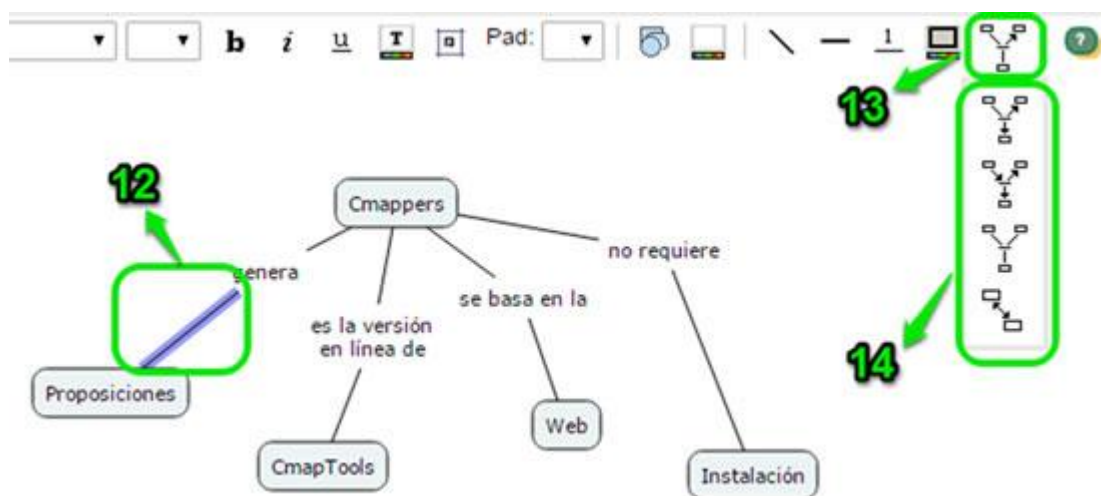 b i u T Pad: 1 ?
13
12
Cmappers
genera
no requiere
se basa en la
es la versión
en línea de
14
Proposiciones
Web
CmapTools
Instalación